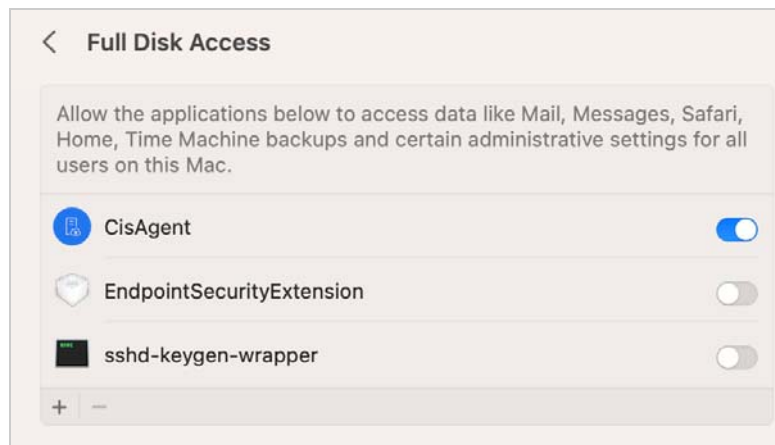 Full Disk Access
Allow the applications below to access data like Mail, Messages, Safari,
Home, Time Machine backups and certain administrative settings for all
users on this Mac.
CisAgent
EndpointSecurityExtension
sshd-keygen-wrapper